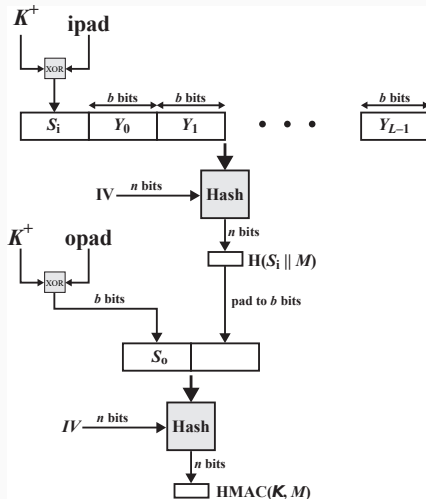 K+ ipad
XOR
b bits b bits b bits
Si Y0 Y1 • • • YL–1
IV n bits Hash
n bits
H(Si || M)
K+ opad
XOR
b bits pad to b bits
So
IV n bits Hash
n bits
HMAC(K, M)